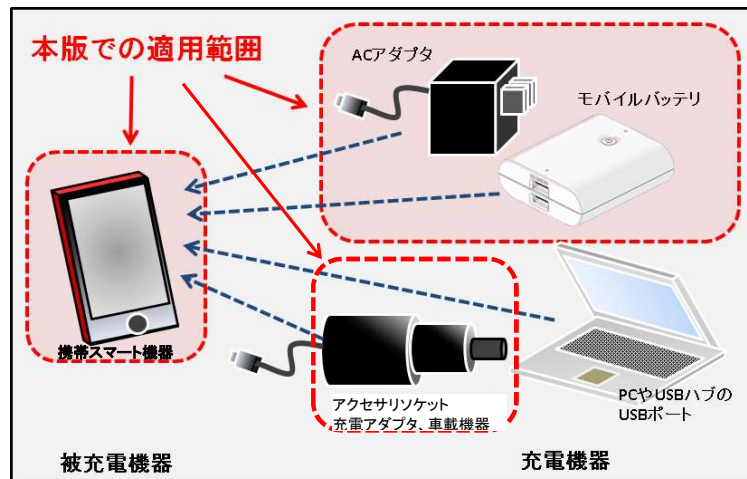 本版での適用範囲
ACアダプタ
モバイルバッテリ
携帯スマート機器
アクセサリソケット
充電アダプタ、車載機器
PCやUSBハブの
USBポート
被充電機器
充電機器